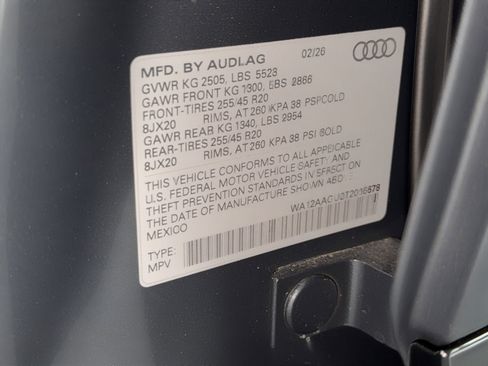 MFD. BY AUDI AG 02/26
GVWR KG 2505, LBS 5523
GAWR FRONT KG 1300, LBS 2866
FRONT-TIRES 255/45 R20
8JX20 RIMS, AT 260 KPA 38 PSI COLD
GAWR REAR KG 1340, LBS 2954
REAR-TIRES 255/45 R20
8JX20 RIMS, AT 260 KPA 38 PSI COLD
THIS VEHICLE CONFORMS TO ALL APPLICABLE
U.S. FEDERAL MOTOR VEHICLE SAFETY AND
THEFT PREVENTION STANDARDS IN EFFECT ON
THE DATE OF MANUFACTURE SHOWN ABOVE
MEXICO
TYPE:
MPV